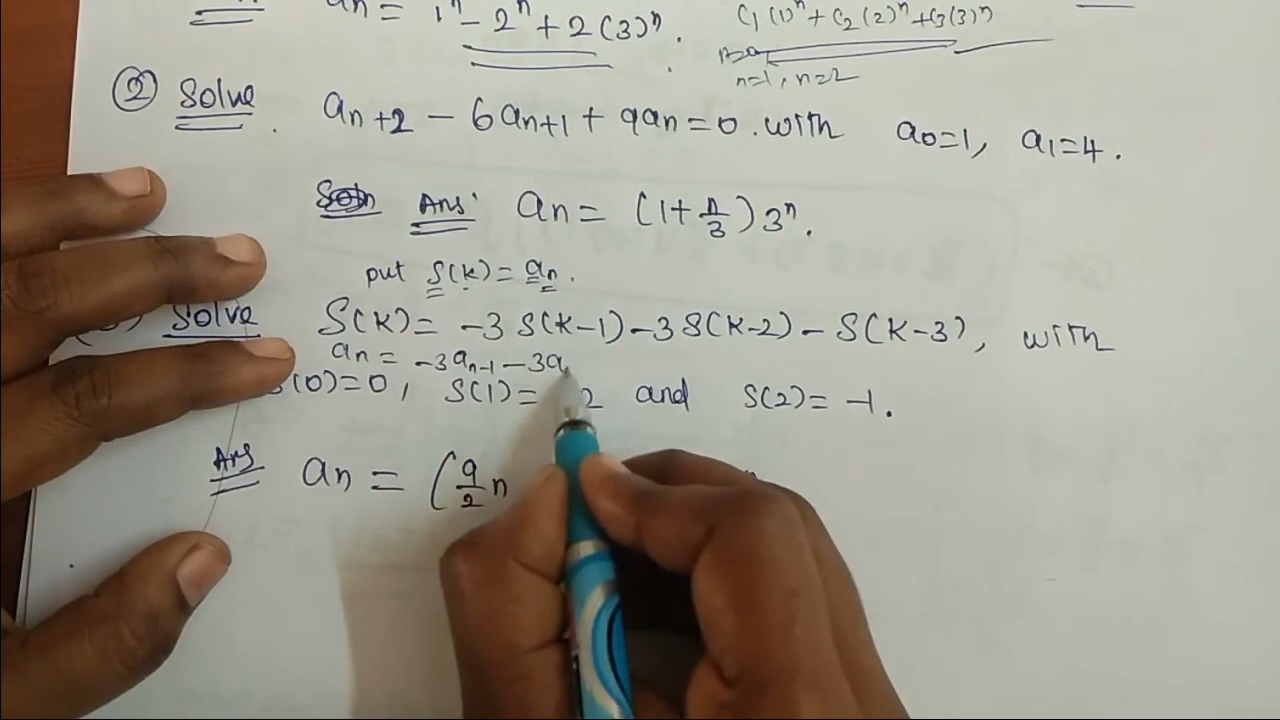 an = 1ⁿ - 2ⁿ + 2(3)ⁿ.
C₁(1)ⁿ + C₂(2)ⁿ + C₃(3)ⁿ
n=1, n=2
② Solve an+2 - 6an+1 + 9an = 0. with a0=1, a1=4.
Ans: an = (1 + n/3) 3ⁿ.
put S(k) = an.
Solve S(K) = -3 S(K-1) - 3 S(K-2) - S(K-3), with
an = -3an-1 - 3a
(0)=0, S(1)= 2 and S(2) = -1.
Ans an = (9/2 n